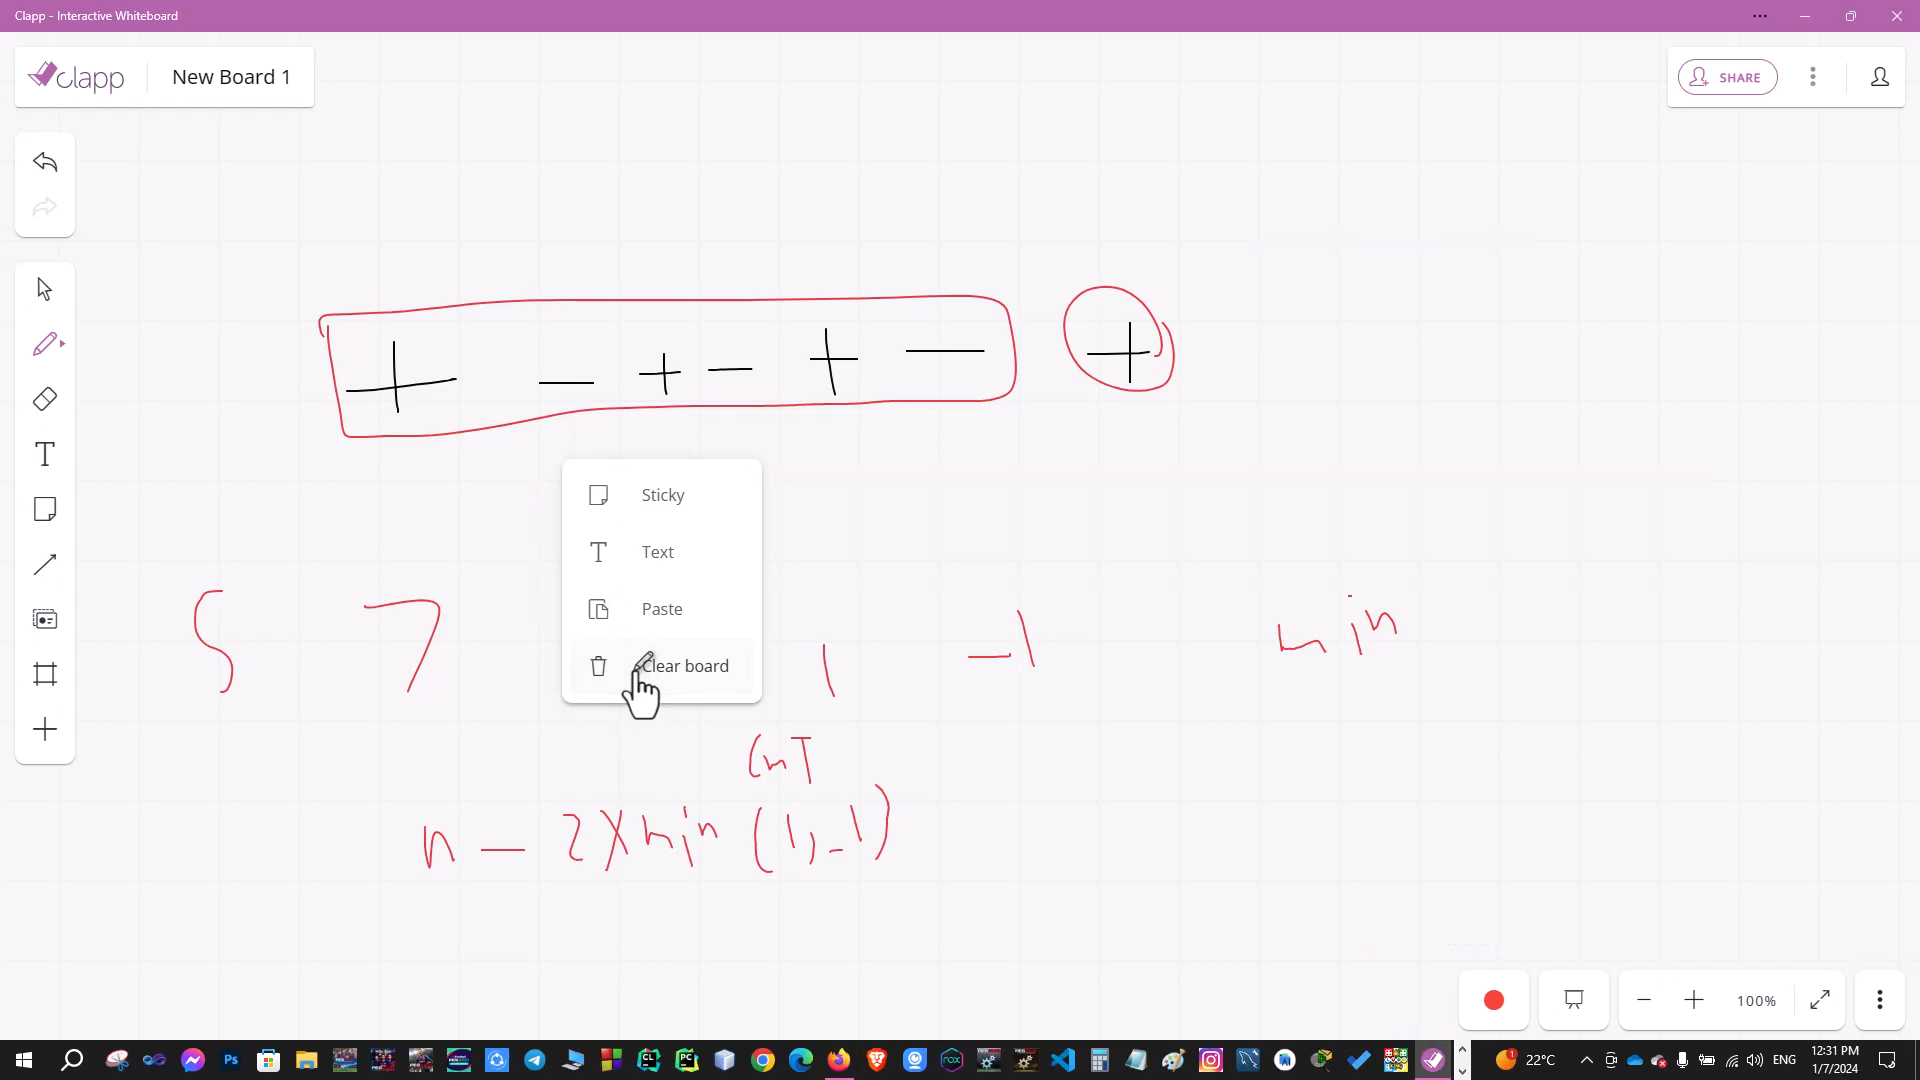 Clapp - Interactive Whiteboard
clapp New Board 1
SHARE
+ - + - + - +
Sticky
Text
Paste
Clear board
5 7 1 -1 min
n - 2 x min (1, -1)
100%
22°C ENG 12:31 PM
1/7/2024